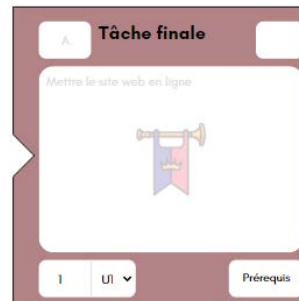 A.
Tâche finale
Mettre le site web en ligne
1
U1
Prérequis